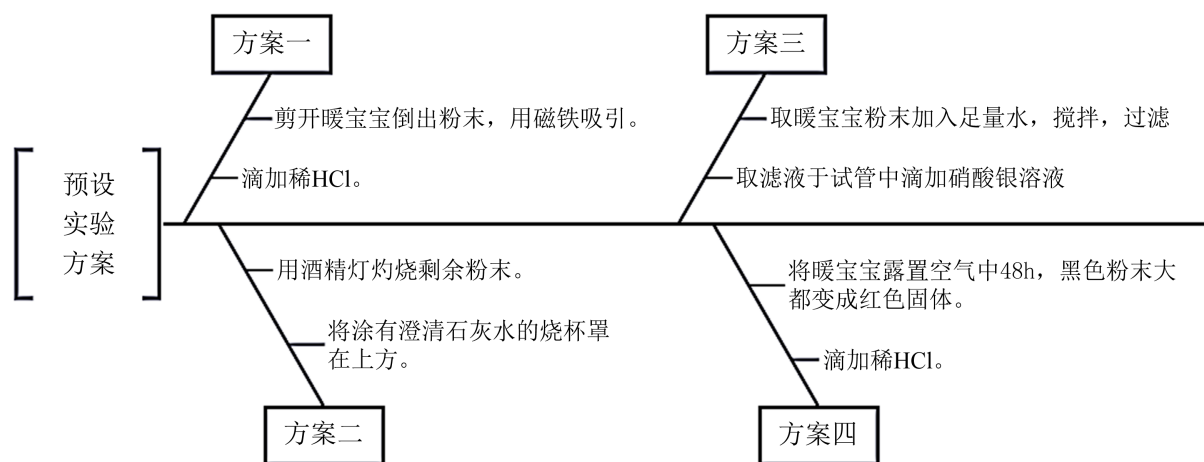 方案一
剪开暖宝宝倒出粉末，用磁铁吸引。
滴加稀HCl。
方案三
取暖宝宝粉末加入足量水，搅拌，过滤
取滤液于试管中滴加硝酸银溶液
预设
实验
方案
用酒精灯灼烧剩余粉末。
将涂有澄清石灰水的烧杯罩
在上方。
方案二
将暖宝宝露置空气中48h，黑色粉末大
都变成红色固体。
滴加稀HCl。
方案四